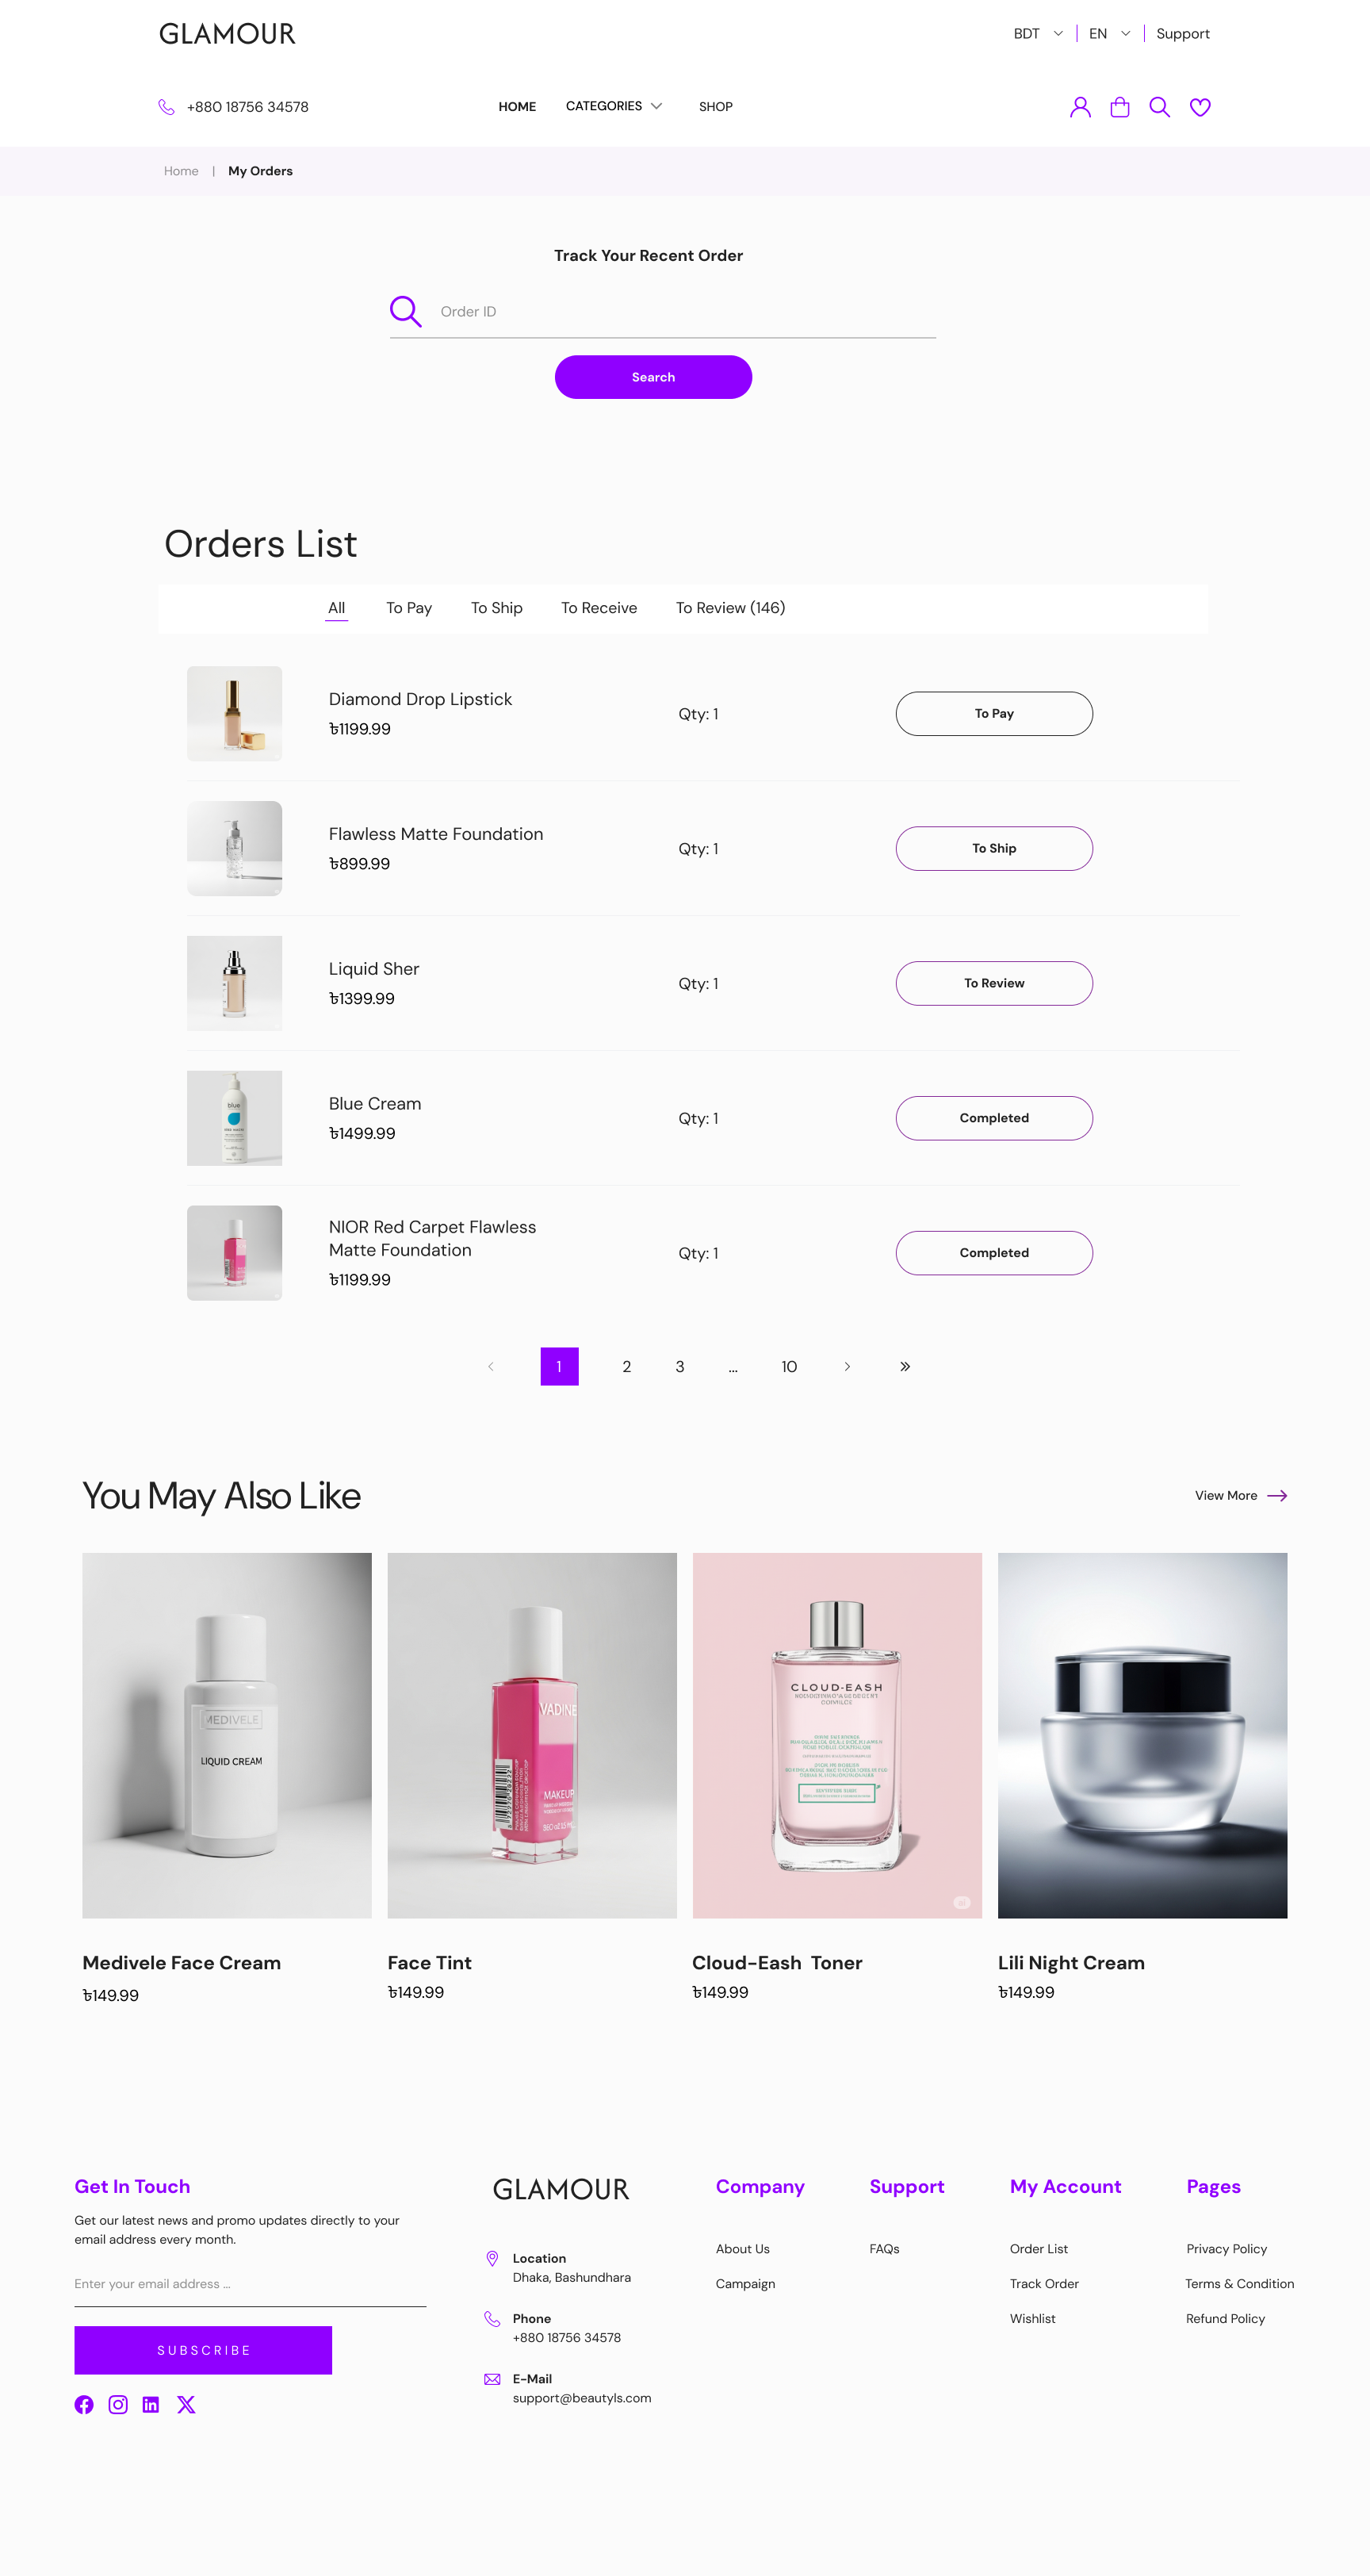 GLAMOUR
BDT
EN
Support
+880 18756 34578
HOME
CATEGORIES
SHOP
Home | My Orders
Track Your Recent Order
Order ID
Search
Orders List
All
To Pay
To Ship
To Receive
To Review (146)
Diamond Drop Lipstick
৳1199.99
Qty: 1
To Pay
Flawless Matte Foundation
৳899.99
Qty: 1
To Ship
Liquid Sher
৳1399.99
Qty: 1
To Review
blue
Blue Cream
৳1499.99
Qty: 1
Completed
NIOR Red Carpet Flawless
Matte Foundation
৳1199.99
Qty: 1
Completed
1
2
3
...
10
You May Also Like
View More
MEDIVELE
LIQUID CREAM
VADINE
MAKEUP
CLOUD-EASH
Medivele Face Cream
৳149.99
Face Tint
৳149.99
Cloud-Eash Toner
৳149.99
Lili Night Cream
৳149.99
Get In Touch
Get our latest news and promo updates directly to your
email address every month.
Enter your email address ...
SUBSCRIBE
GLAMOUR
Location
Dhaka, Bashundhara
Phone
+880 18756 34578
E-Mail
support@beautyls.com
Company
About Us
Campaign
Support
FAQs
My Account
Order List
Track Order
Wishlist
Pages
Privacy Policy
Terms & Condition
Refund Policy